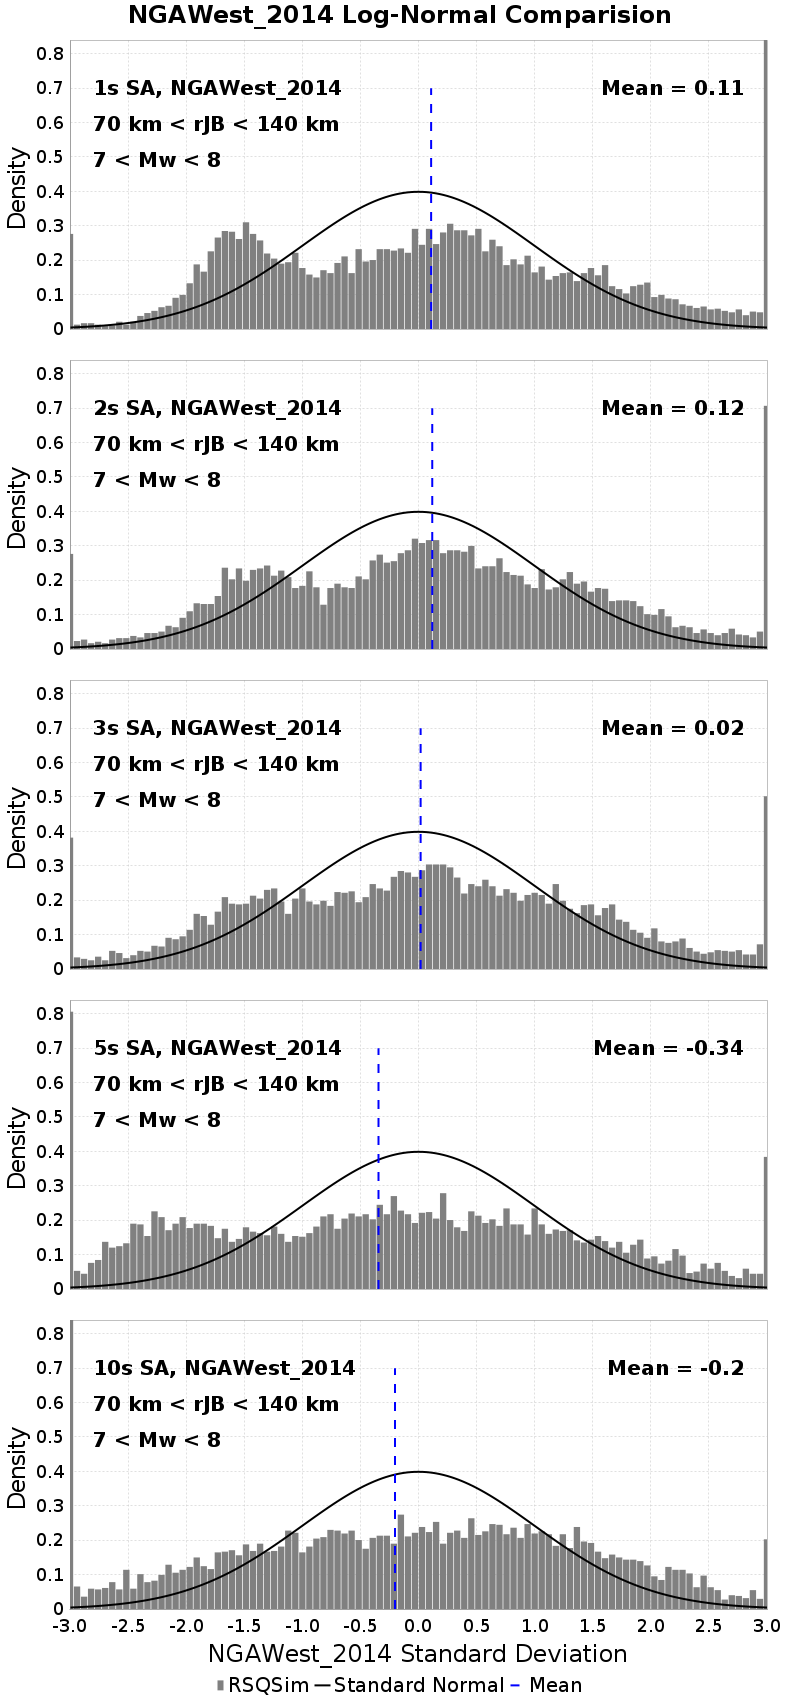 NGAWest_2014 Log-Normal Comparision
0.8
0.7
0.6
0.5
0.4
0.3
0.2
0.1
0
Density
1s SA, NGAWest_2014
Mean = 0.11
70 km < rJB < 140 km
7 < Mw < 8
0.8
0.7
0.6
0.5
0.4
0.3
0.2
0.1
0
Density
2s SA, NGAWest_2014
Mean = 0.12
70 km < rJB < 140 km
7 < Mw < 8
0.8
0.7
0.6
0.5
0.4
0.3
0.2
0.1
0
Density
3s SA, NGAWest_2014
Mean = 0.02
70 km < rJB < 140 km
7 < Mw < 8
0.8
0.7
0.6
0.5
0.4
0.3
0.2
0.1
0
Density
5s SA, NGAWest_2014
Mean = -0.34
70 km < rJB < 140 km
7 < Mw < 8
0.8
0.7
0.6
0.5
0.4
0.3
0.2
0.1
0
Density
10s SA, NGAWest_2014
Mean = -0.2
70 km < rJB < 140 km
7 < Mw < 8
-3.0 -2.5 -2.0 -1.5 -1.0 -0.5 0.0 0.5 1.0 1.5 2.0 2.5 3.0
NGAWest_2014 Standard Deviation
RSQSim Standard Normal Mean